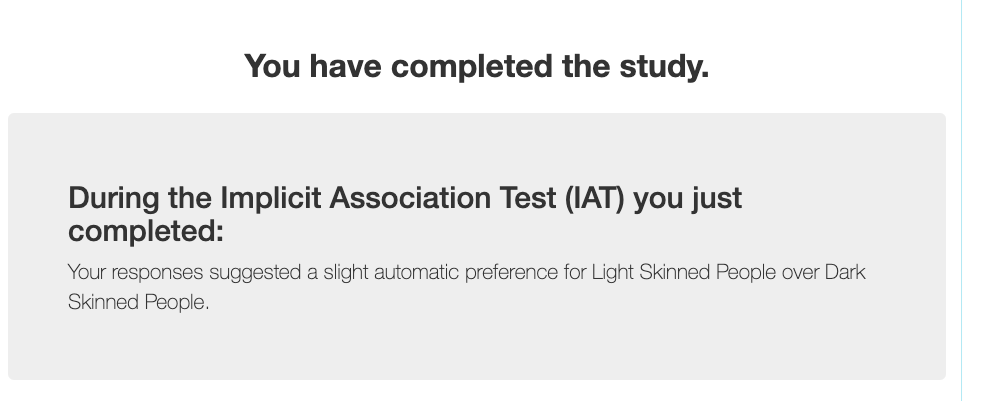 You have completed the study.
During the Implicit Association Test (IAT) you just
completed:
Your responses suggested a slight automatic preference for Light Skinned People over Dark
Skinned People.